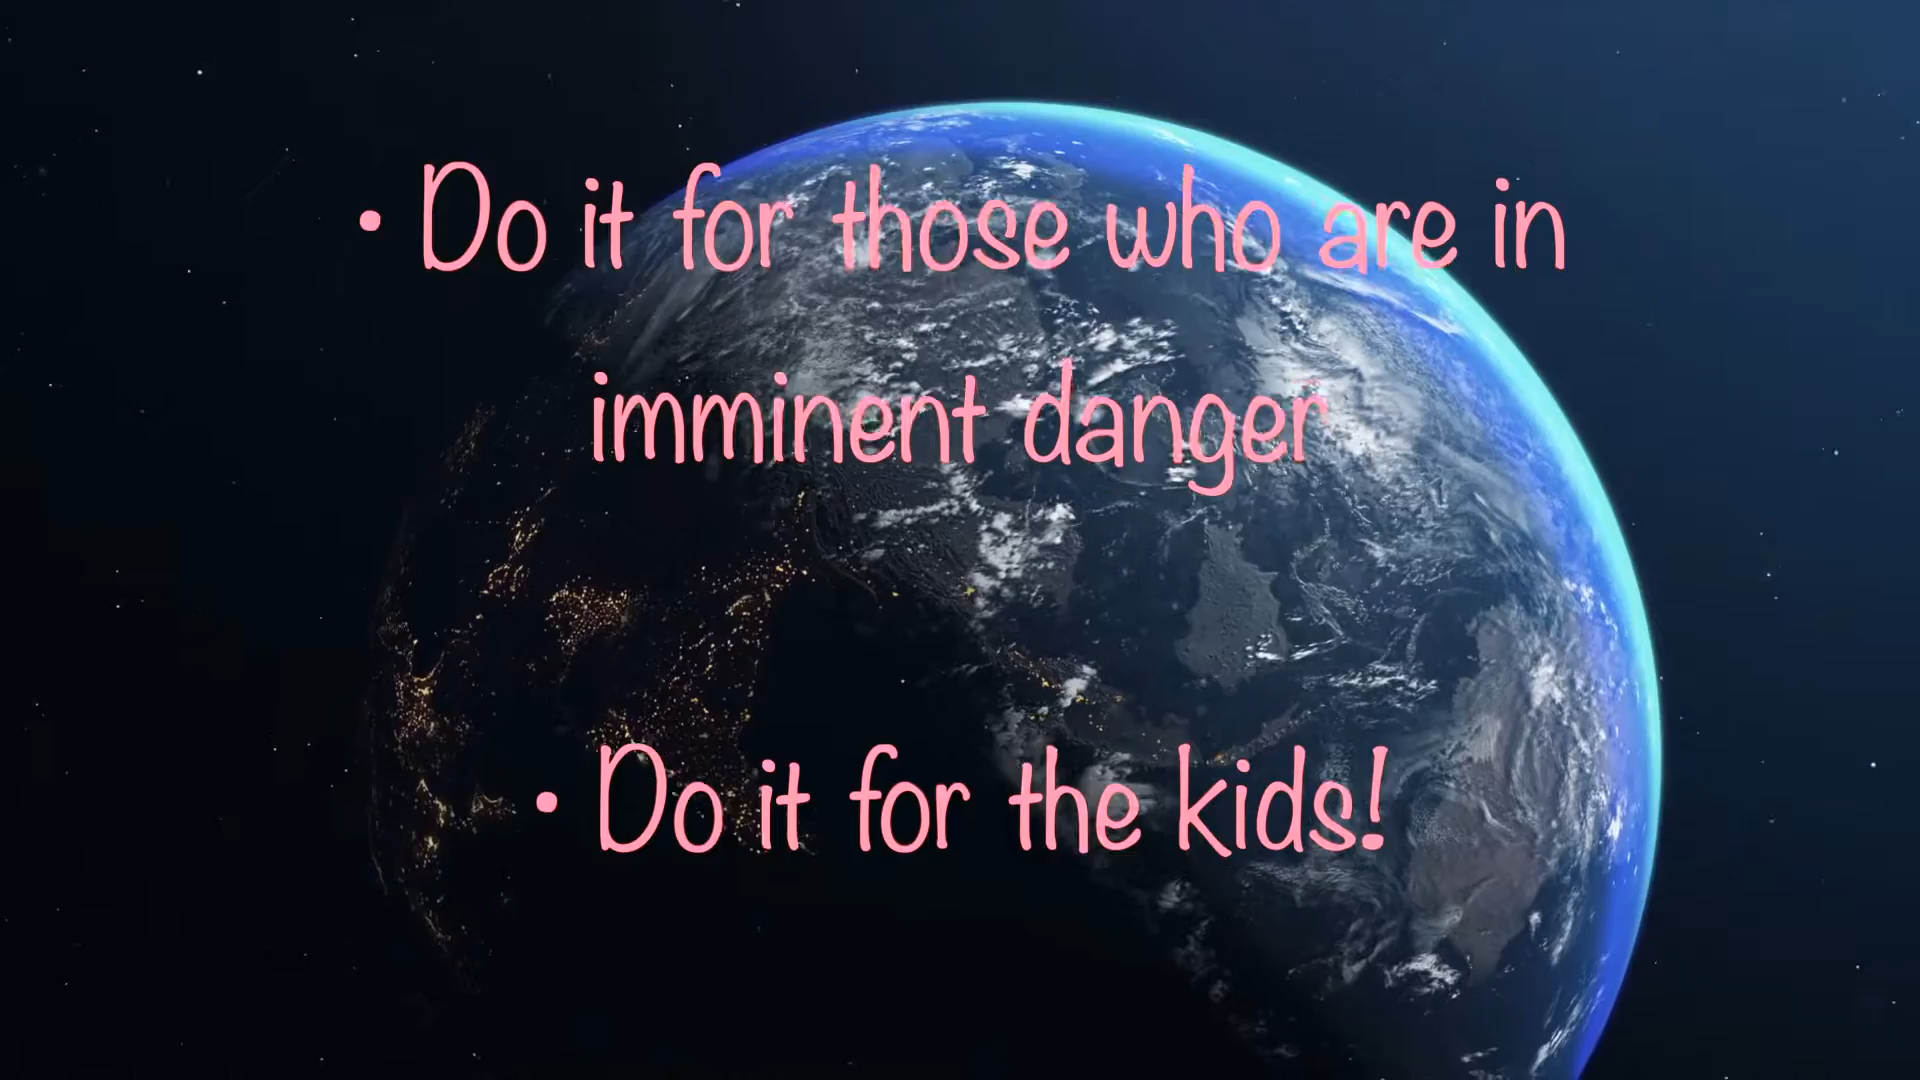 • Do it for those who are in
imminent danger
• Do it for the kids!